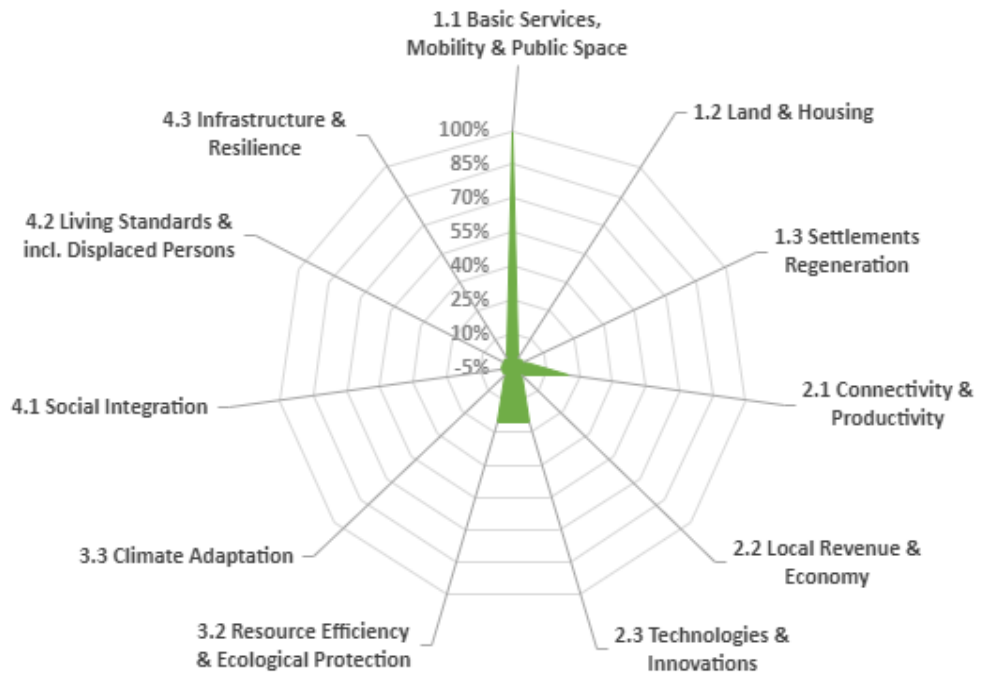 1.1 Basic Services,
Mobility & Public Space
1.2 Land & Housing
1.3 Settlements
Regeneration
2.1 Connectivity &
Productivity
2.2 Local Revenue &
Economy
2.3 Technologies &
Innovations
3.2 Resource Efficiency
& Ecological Protection
3.3 Climate Adaptation
4.1 Social Integration
4.2 Living Standards &
incl. Displaced Persons
4.3 Infrastructure &
Resilience
100%
85%
70%
55%
40%
25%
10%
-5%